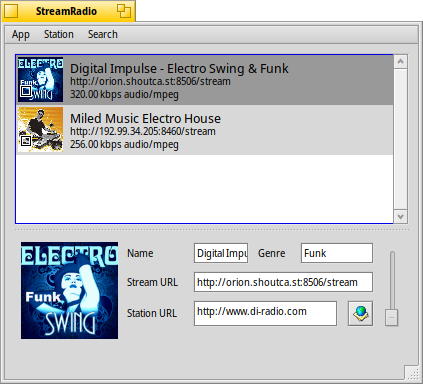 StreamRadio
App Station Search
ELECTRO
Funk
SWING
Digital Impulse - Electro Swing & Funk
http://orion.shoutca.st:8506/stream
320.00 kbps audio/mpeg
Miled Music Electro House
http://192.99.34.205:8460/stream
256.00 kbps audio/mpeg
ELECTRO
Funk
SWING
Name Digital Impu Genre Funk
Stream URL http://orion.shoutca.st:8506/stream
Station URL http://www.di-radio.com